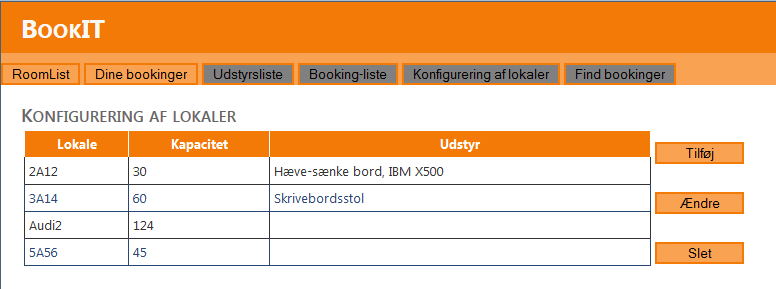 BookIT
RoomList Dine bookinger Udstyrsliste Booking-liste Konfigurering af lokaler Find bookinger
Konfigurering af lokaler
Lokale Kapacitet Udstyr
Tilføj
2A12 30 Hæve-sænke bord, IBM X500
3A14 60 Skrivebordsstol
Ændre
Audi2 124
5A56 45
Slet